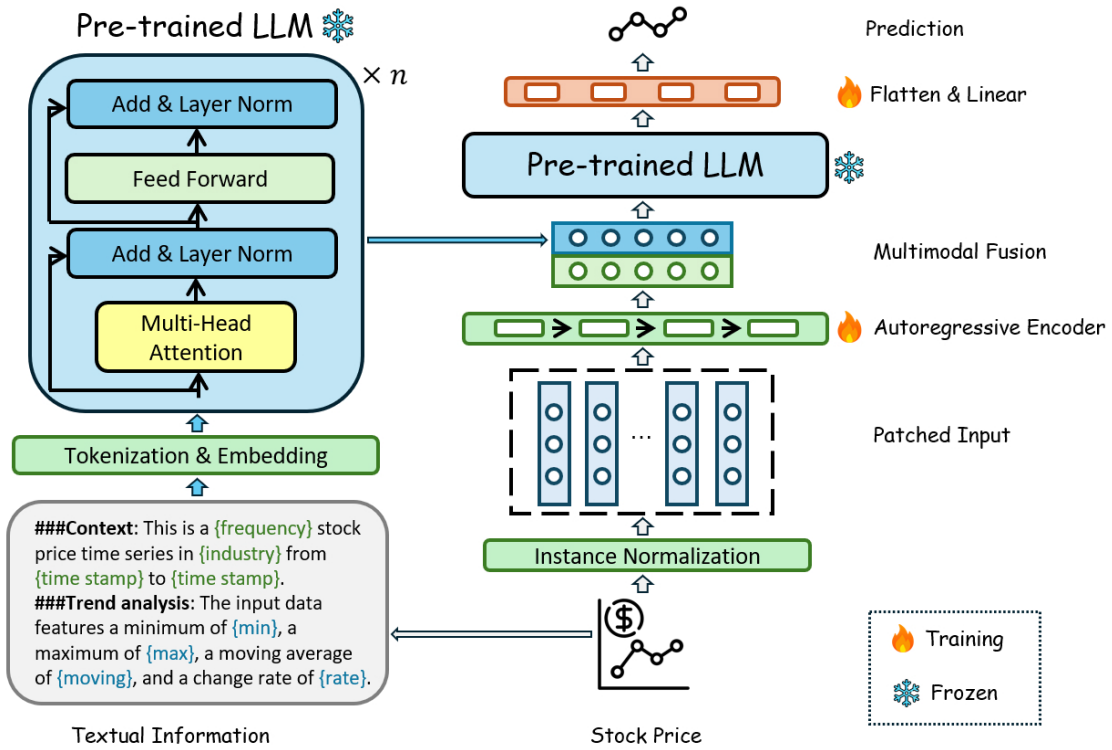 Pre-trained LLM
× n
Add & Layer Norm
Feed Forward
Add & Layer Norm
Multi-Head
Attention
Tokenization & Embedding
###Context: This is a {frequency} stock
price time series in {industry} from
{time stamp} to {time stamp}.
###Trend analysis: The input data
features a minimum of {min}, a
maximum of {max}, a moving average
of {moving}, and a change rate of {rate}.
Textual Information
Prediction
Flatten & Linear
Pre-trained LLM
Multimodal Fusion
Autoregressive Encoder
...
Patched Input
Instance Normalization
$
Stock Price
Training
Frozen